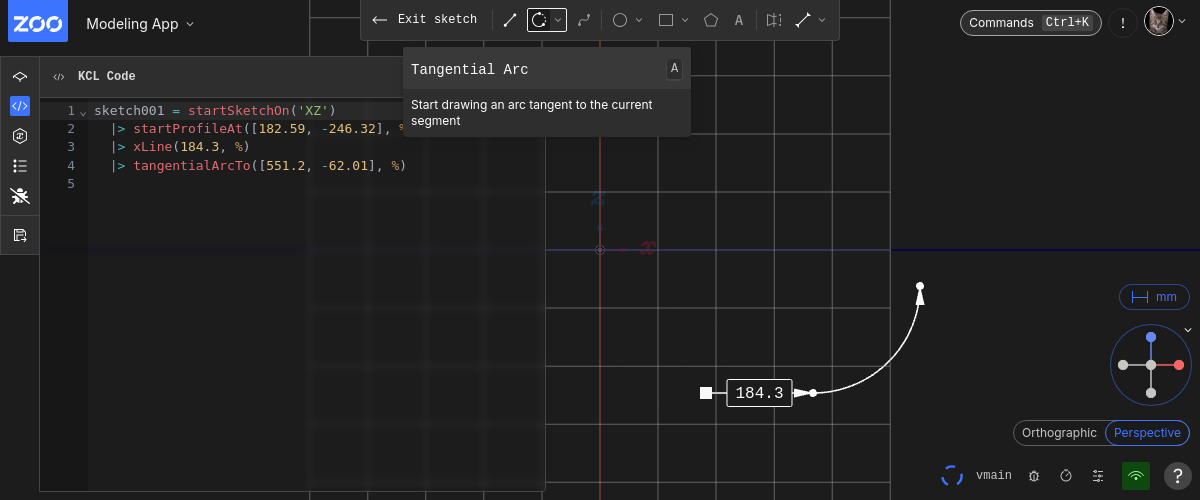 ZOO
Modeling App
Exit sketch
A
Commands Ctrl+K
!
KCL Code
Tangential Arc A
Start drawing an arc tangent to the current
segment
1 sketch001 = startSketchOn('XZ')
2 |> startProfileAt([182.59, -246.32], %
3 |> xLine(184.3, %)
4 |> tangentialArcTo([551.2, -62.01], %)
5
z
x
mm
184.3
Orthographic Perspective
vmain
?